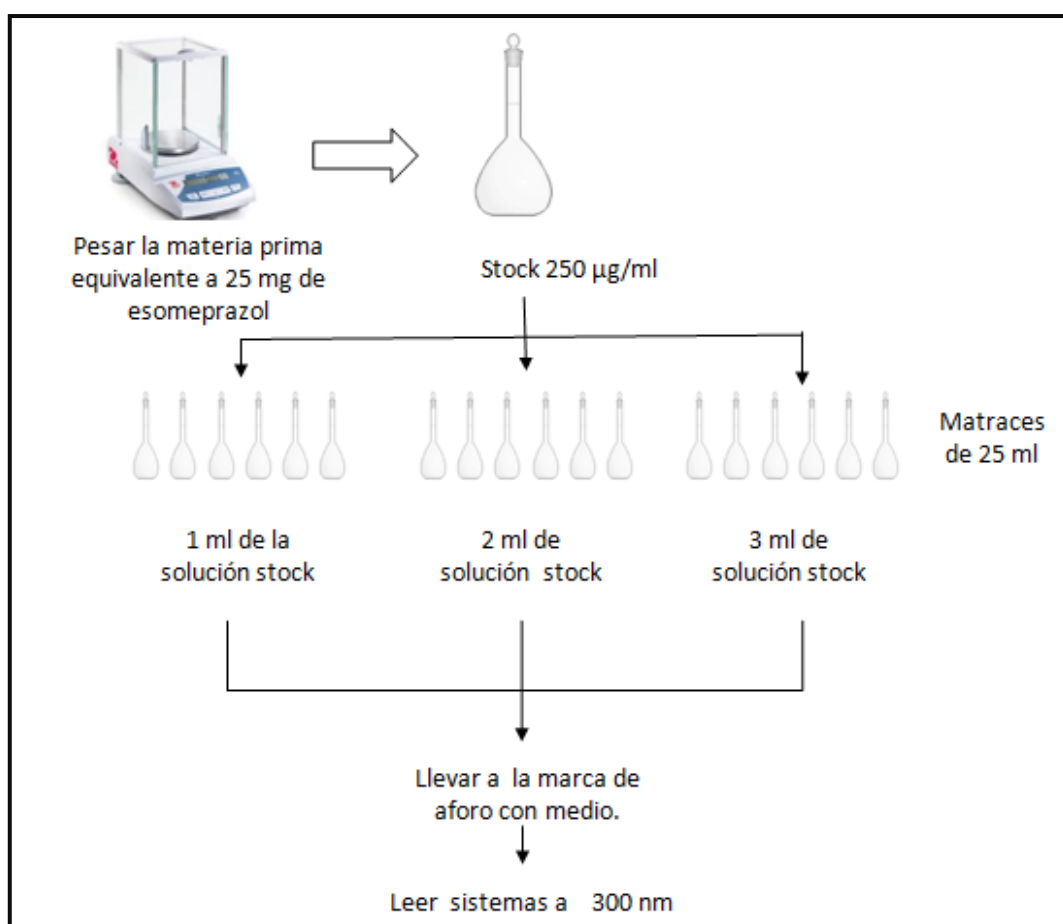 Pesar la materia prima
equivalente a 25 mg de
esomeprazol
Stock 250 µg/ml
Matraces
de 25 ml
1 ml de la
solución stock
2 ml de
solución stock
3 ml de
solución stock
Llevar a la marca de
aforo con medio.
Leer sistemas a 300 nm